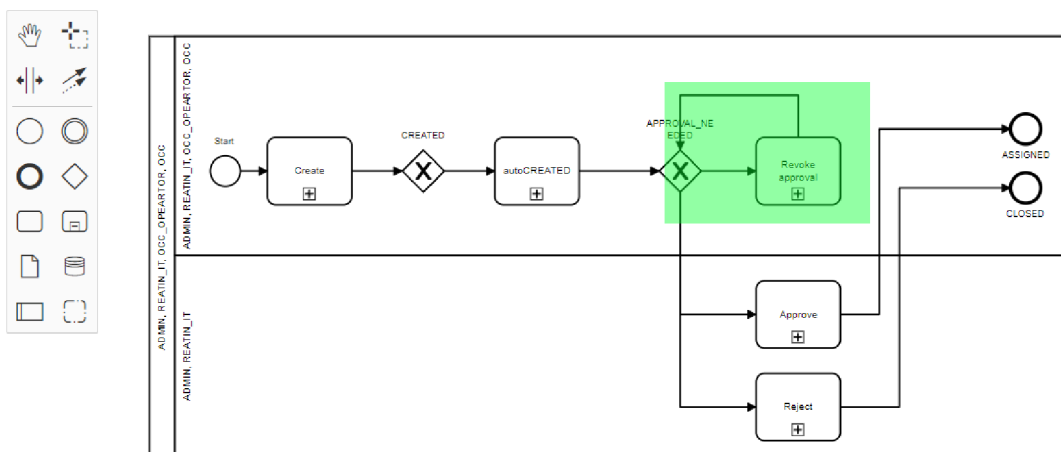 ADMIN, REATIN_IT, OCC_OPEARTOR, OCC
ADMIN, REATIN_IT, OCC_OPEARTOR, OCC
Start
Create
CREATED
autoCREATED
APPROVAL_NE
EDED
Revoke
approval
ASSIGNED
CLOSED
ADMIN, REATIN_IT
Approve
Reject